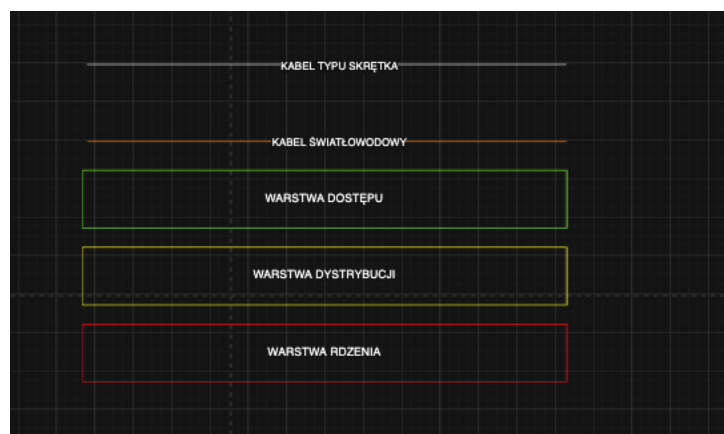 KABEL TYPU SKRĘTKA
KABEL ŚWIATŁOWODOWY
WARSTWA DOSTĘPU
WARSTWA DYSTRYBUCJI
WARSTWA RDZENIA